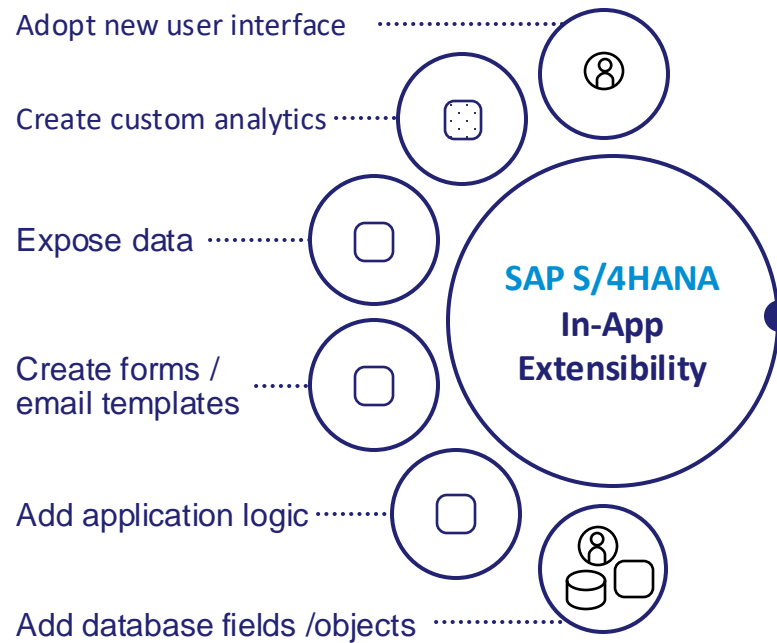 Adopt new user interface
Create custom analytics
Expose data
SAP S/4HANA
In-App
Extensibility
Create forms /
email templates
Add application logic
Add database fields /objects